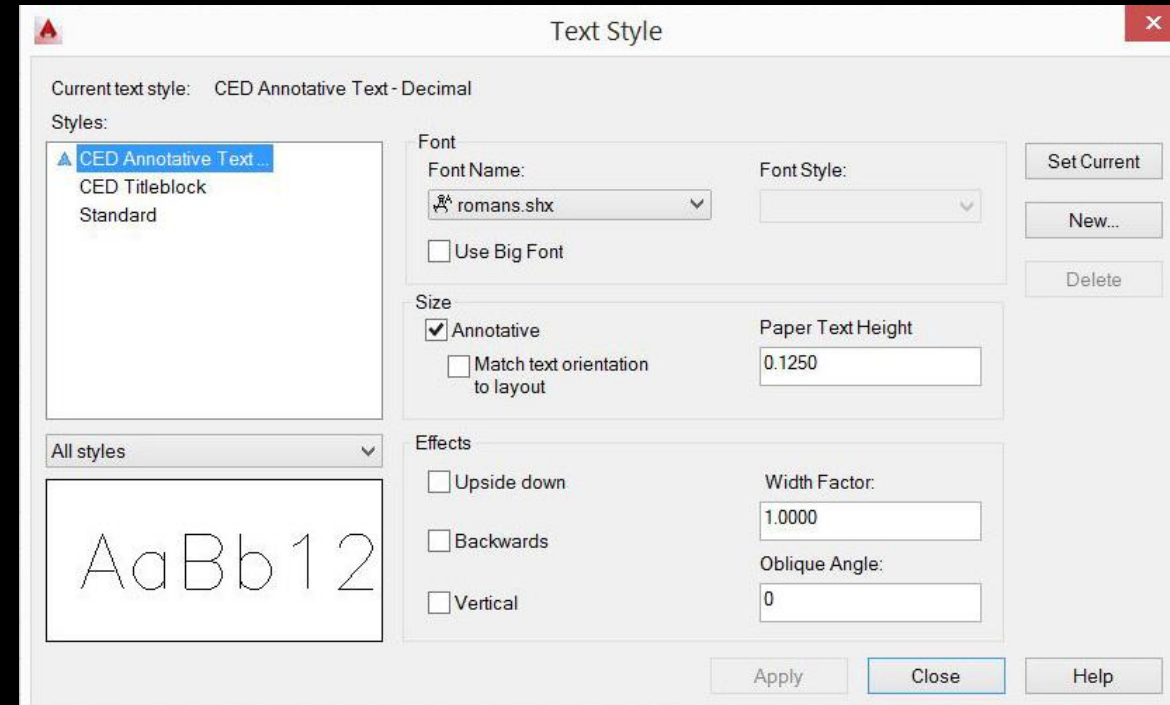 Text Style
Current text style: CED Annotative Text - Decimal
Styles:
CED Annotative Text ...
CED Titleblock
Standard
All styles
AaBb12
Font
Font Name:
Font Style:
romans.shx
Use Big Font
Size
Annotative
Match text orientation
to layout
Paper Text Height
0.1250
Effects
Upside down
Backwards
Vertical
Width Factor:
1.0000
Oblique Angle:
0
Set Current
New...
Delete
Apply
Close
Help